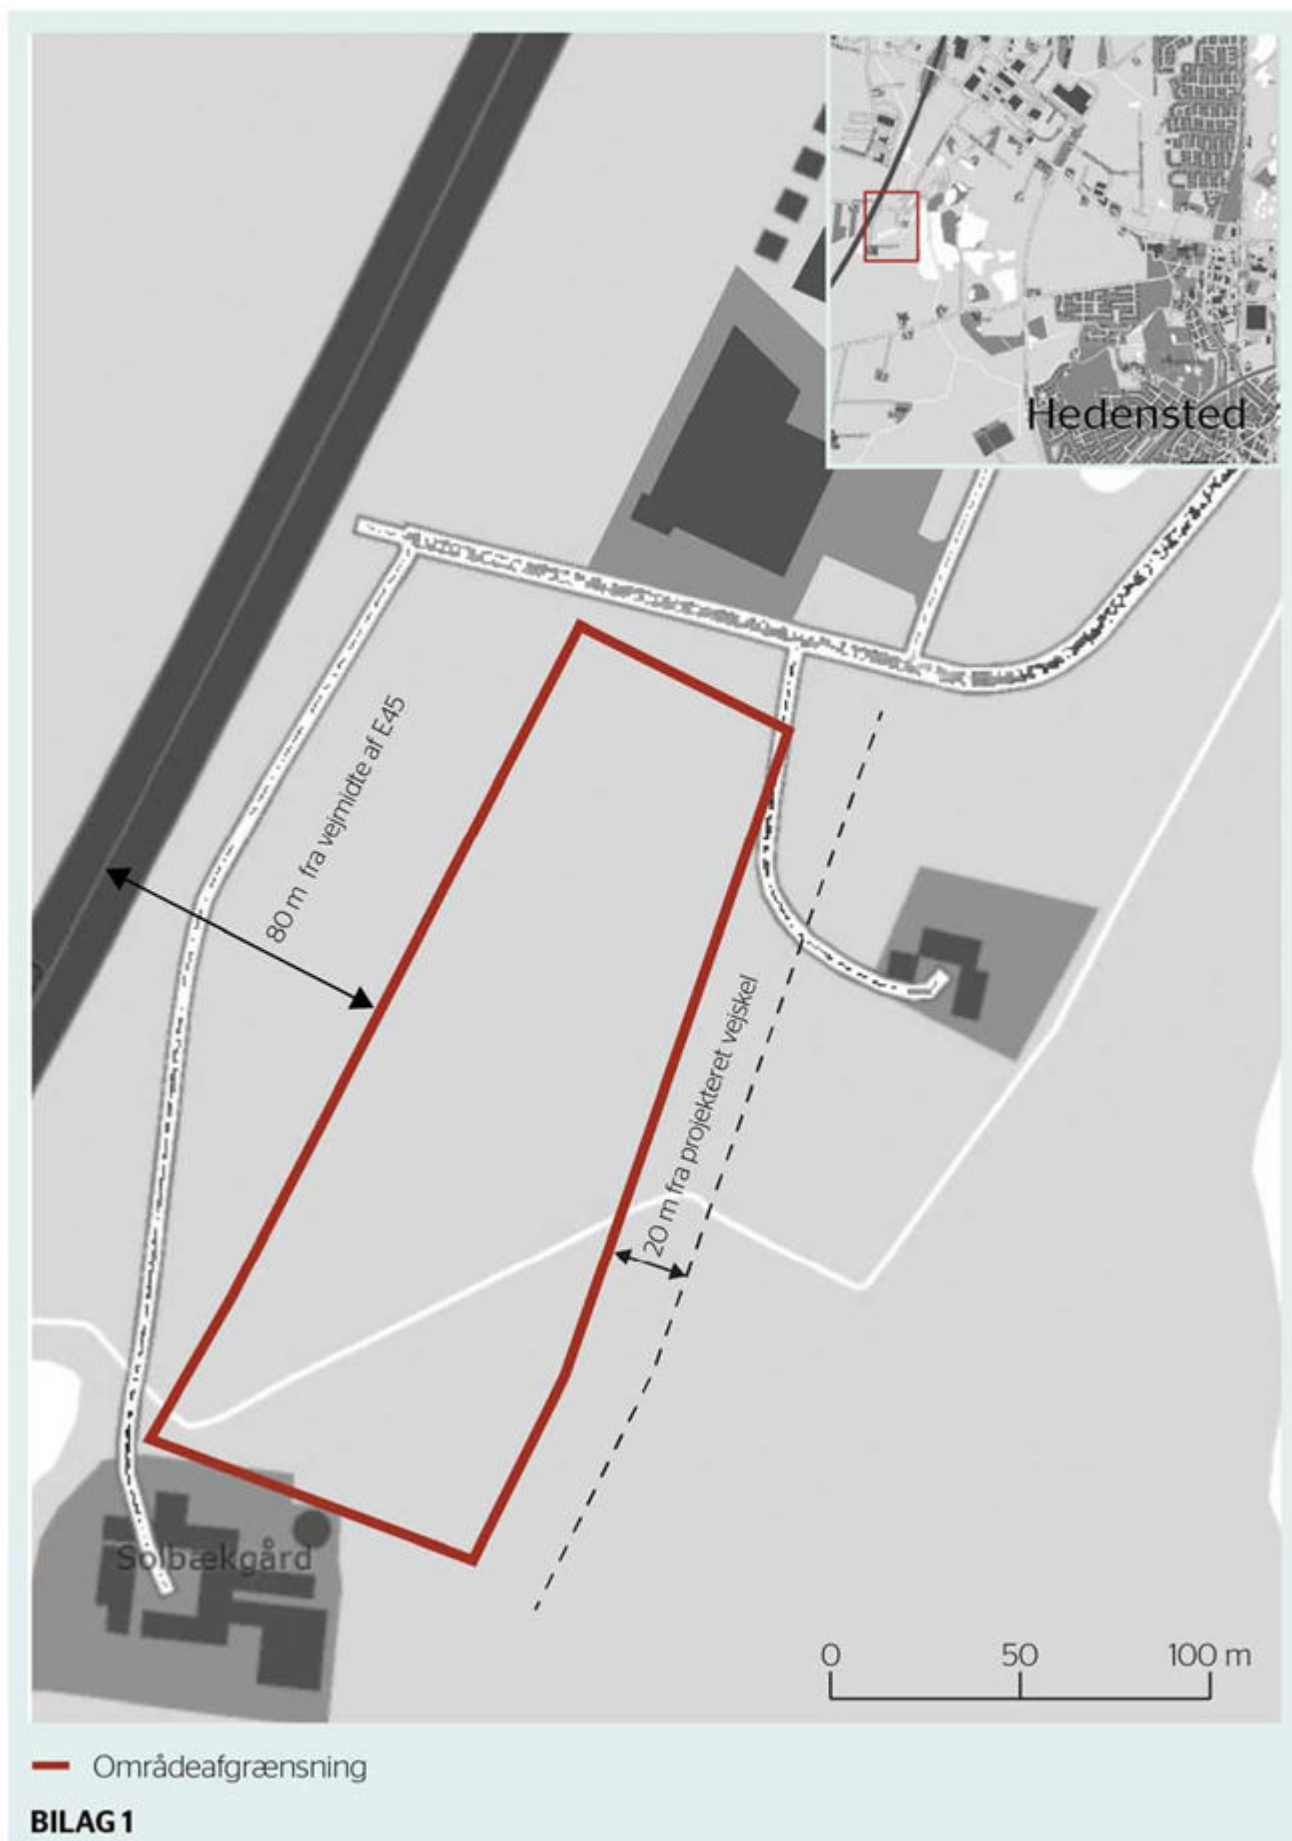 Hedensted
80 m fra vejmidte af E45
20 m fra projekteret vejskel
Solbækgård
0 50 100 m
Områdeafgrænsning
BILAG 1